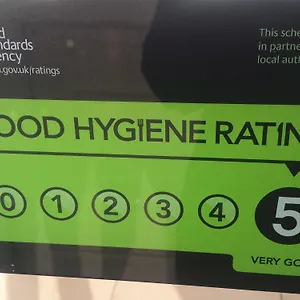 d
ndards
ency
.gov.uk/ratings
This sche
in partne
local auth
OOD HYGIENE RATIN
0 1 2 3 4 5
VERY GO